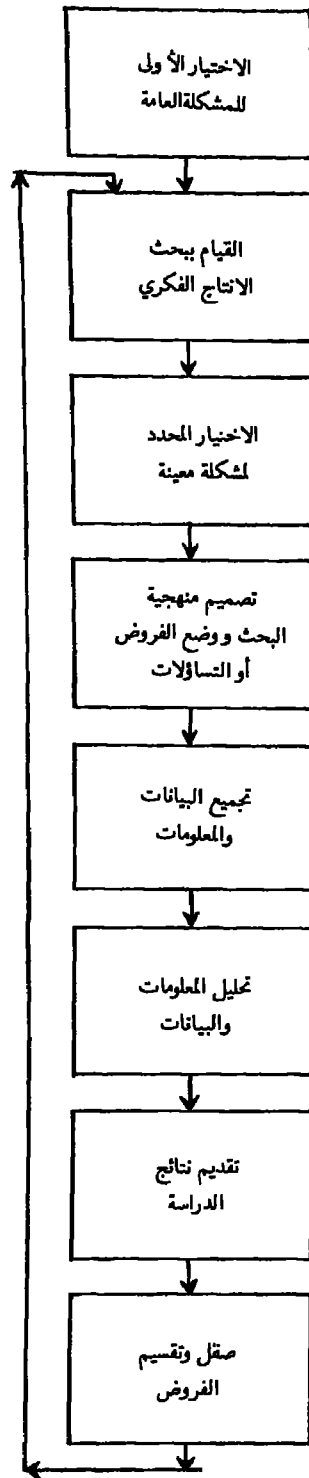 الاختيار الأولى
للمشكلة العامة
القيام ببحث
الانتاج الفكري
الاختيار المحدد
لمشكلة معينة
تصميم منهجية
البحث ووضع الفروض
أو التساؤلات
تجميع البيانات
والمعلومات
تحليل المعلومات
والبيانات
تقديم نتائج
الدراسة
صقل وتقسيم
الفروض